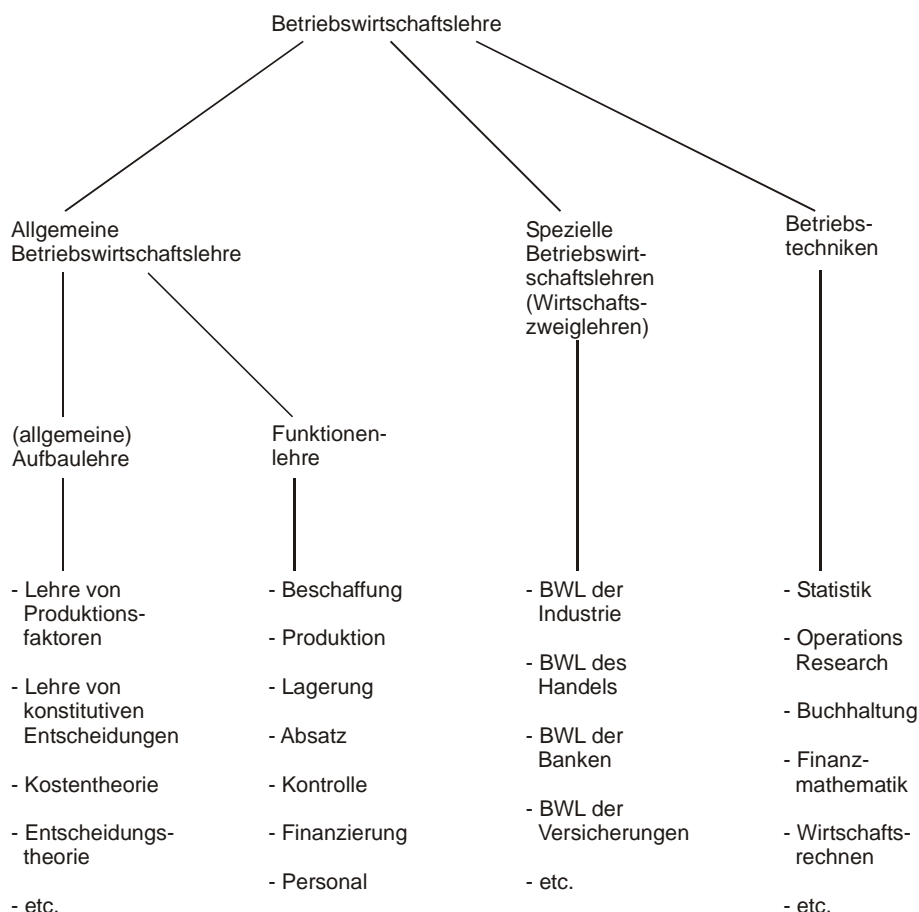 Betriebswirtschaftslehre
Allgemeine
Betriebswirtschaftslehre
Spezielle
Betriebswirt-
schaftslehren
(Wirtschafts-
zweiglehren)
Betriebs-
techniken
(allgemeine)
Aufbaulehre
Funktionen-
lehre
- Lehre von
Produktions-
faktoren
- Lehre von
konstitutiven
Entscheidungen
- Kostentheorie
- Entscheidungs-
theorie
- etc.
- Beschaffung
- Produktion
- Lagerung
- Absatz
- Kontrolle
- Finanzierung
- Personal
- BWL der
Industrie
- BWL des
Handels
- BWL der
Banken
- BWL der
Versicherungen
- etc.
- Statistik
- Operations
Research
- Buchhaltung
- Finanz-
mathematik
- Wirtschafts-
rechnen
- etc.